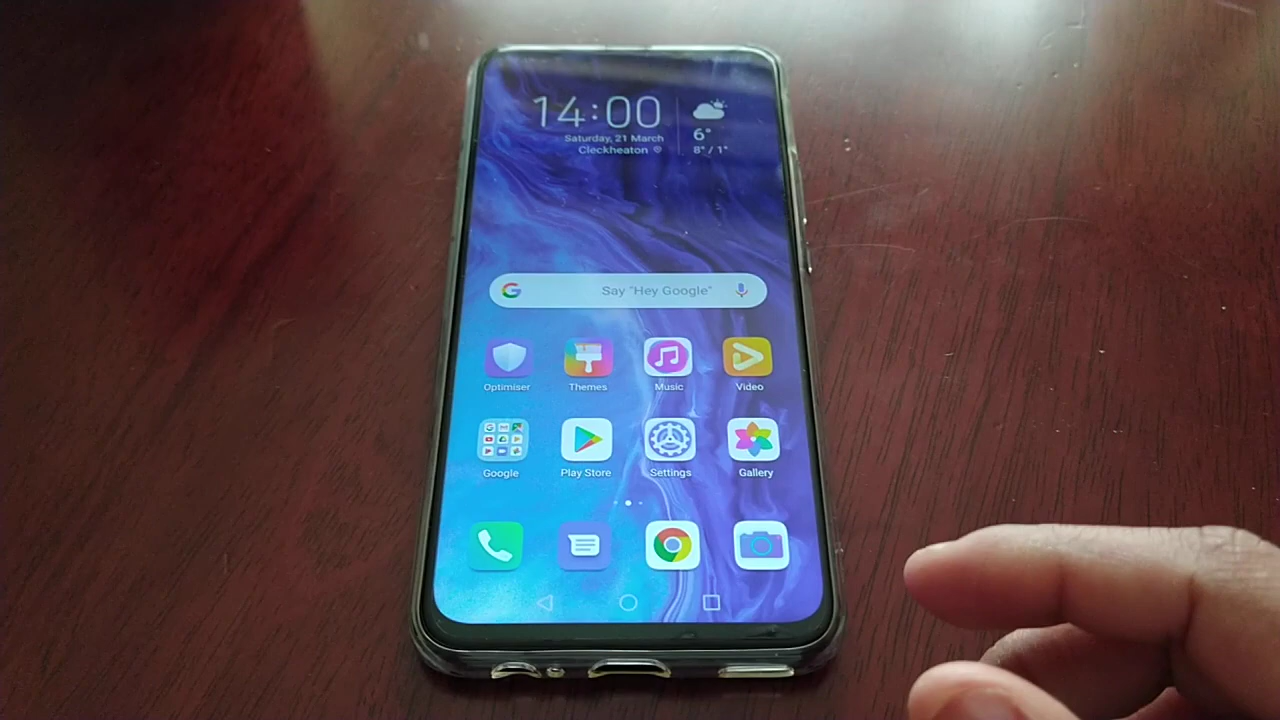 14:00
Saturday, 21 March
Cleckheaton
6°
8° / 1°
Say "Hey Google"
Optimiser Themes Music Video
Google Play Store Settings Gallery